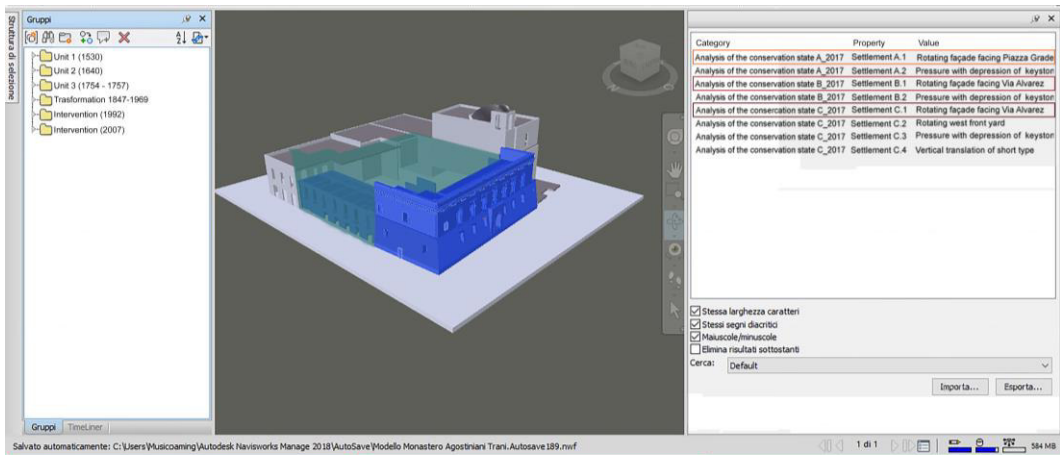 Gruppi
Struttura di selezione
Unit 1 (1530)
Unit 2 (1640)
Unit 3 (1754 - 1757)
Trasformation 1847-1969
Intervention (1992)
Intervention (2007)
Gruppi TimeLiner
Category Property Value
Analysis of the conservation state A_2017 Settlement A.1 Rotating façade facing Piazza Grade
Analysis of the conservation state A_2017 Settlement A.2 Pressure with depression of keyston
Analysis of the conservation state B_2017 Settlement B.1 Rotating façade facing Via Alvarez
Analysis of the conservation state B_2017 Settlement B.2 Pressure with depression of keyston
Analysis of the conservation state C_2017 Settlement C.1 Rotating façade facing Via Alvarez
Analysis of the conservation state C_2017 Settlement C.2 Rotating west front yard
Analysis of the conservation state C_2017 Settlement C.3 Pressure with depression of keyston
Analysis of the conservation state C_2017 Settlement C.4 Vertical translation of short type
Stessa larghezza caratteri
Stessi segni diacritici
Maiuscole/minuscole
Elimina risultati sottostanti
Cerca: Default
Importa... Esporta...
Salvato automaticamente: C:\Users\Musicoaming\Autodesk Navisworks Manage 2018\AutoSave\Modello Monastero Agostiniani Trani.Autosave189.nwf
1 di 1
584 MB